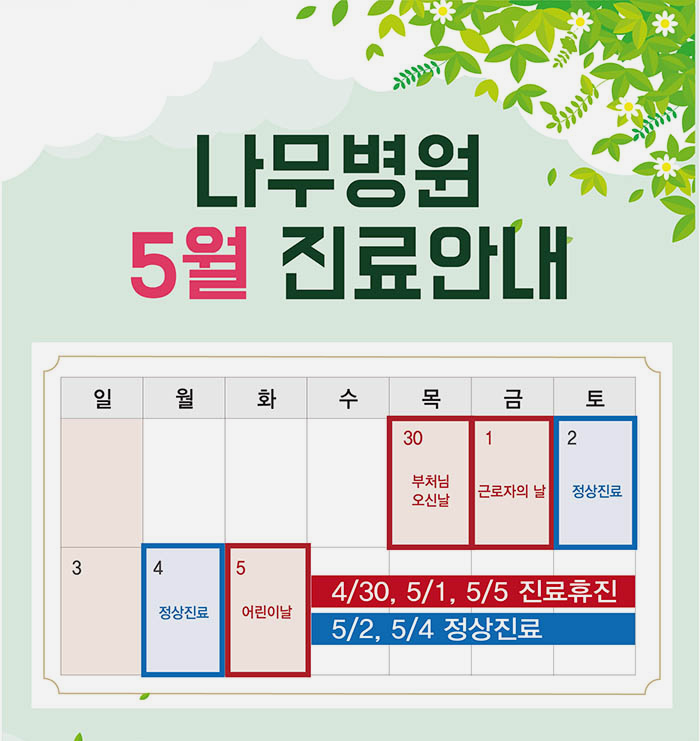 나무병원
5월 진료안내
일 월 화 수 목 금 토
30 1 2
부처님
오신날
근로자의 날
정상진료
3 4 5
정상진료
어린이날
4/30, 5/1, 5/5 진료휴진
5/2, 5/4 정상진료